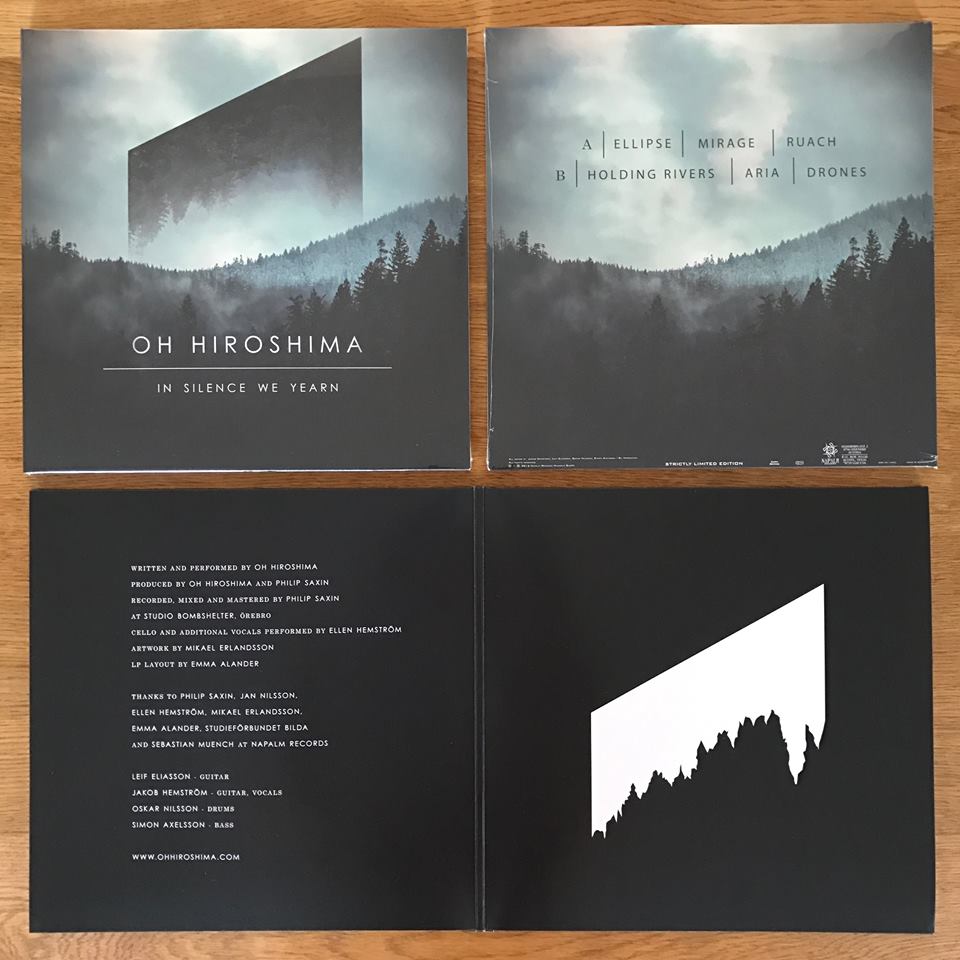 OH HIROSHIMA
IN SILENCE WE YEARN
A | ELLIPSE | MIRAGE | RUACH
B | HOLDING RIVERS | ARIA | DRONES
STRICTLY LIMITED EDITION
NAPALM
WRITTEN AND PERFORMED BY OH HIROSHIMA
PRODUCED BY OH HIROSHIMA AND PHILIP SAXIN
RECORDED, MIXED AND MASTERED BY PHILIP SAXIN
AT STUDIO BOMBSHELTER, ÖREBRO
CELLO AND ADDITIONAL VOCALS PERFORMED BY ELLEN HEMSTRÖM
ARTWORK BY MIKAEL ERLANDSSON
LP LAYOUT BY EMMA ALANDER
THANKS TO PHILIP SAXIN, JAN NILSSON,
ELLEN HEMSTRÖM, MIKAEL ERLANDSSON,
EMMA ALANDER, STUDIEFÖRBUNDET BILDA
AND SEBASTIAN MUENCH AT NAPALM RECORDS
LEIF ELIASSON - GUITAR
JAKOB HEMSTRÖM - GUITAR, VOCALS
OSKAR NILSSON - DRUMS
SIMON AXELSSON - BASS
WWW.OHHIROSHIMA.COM